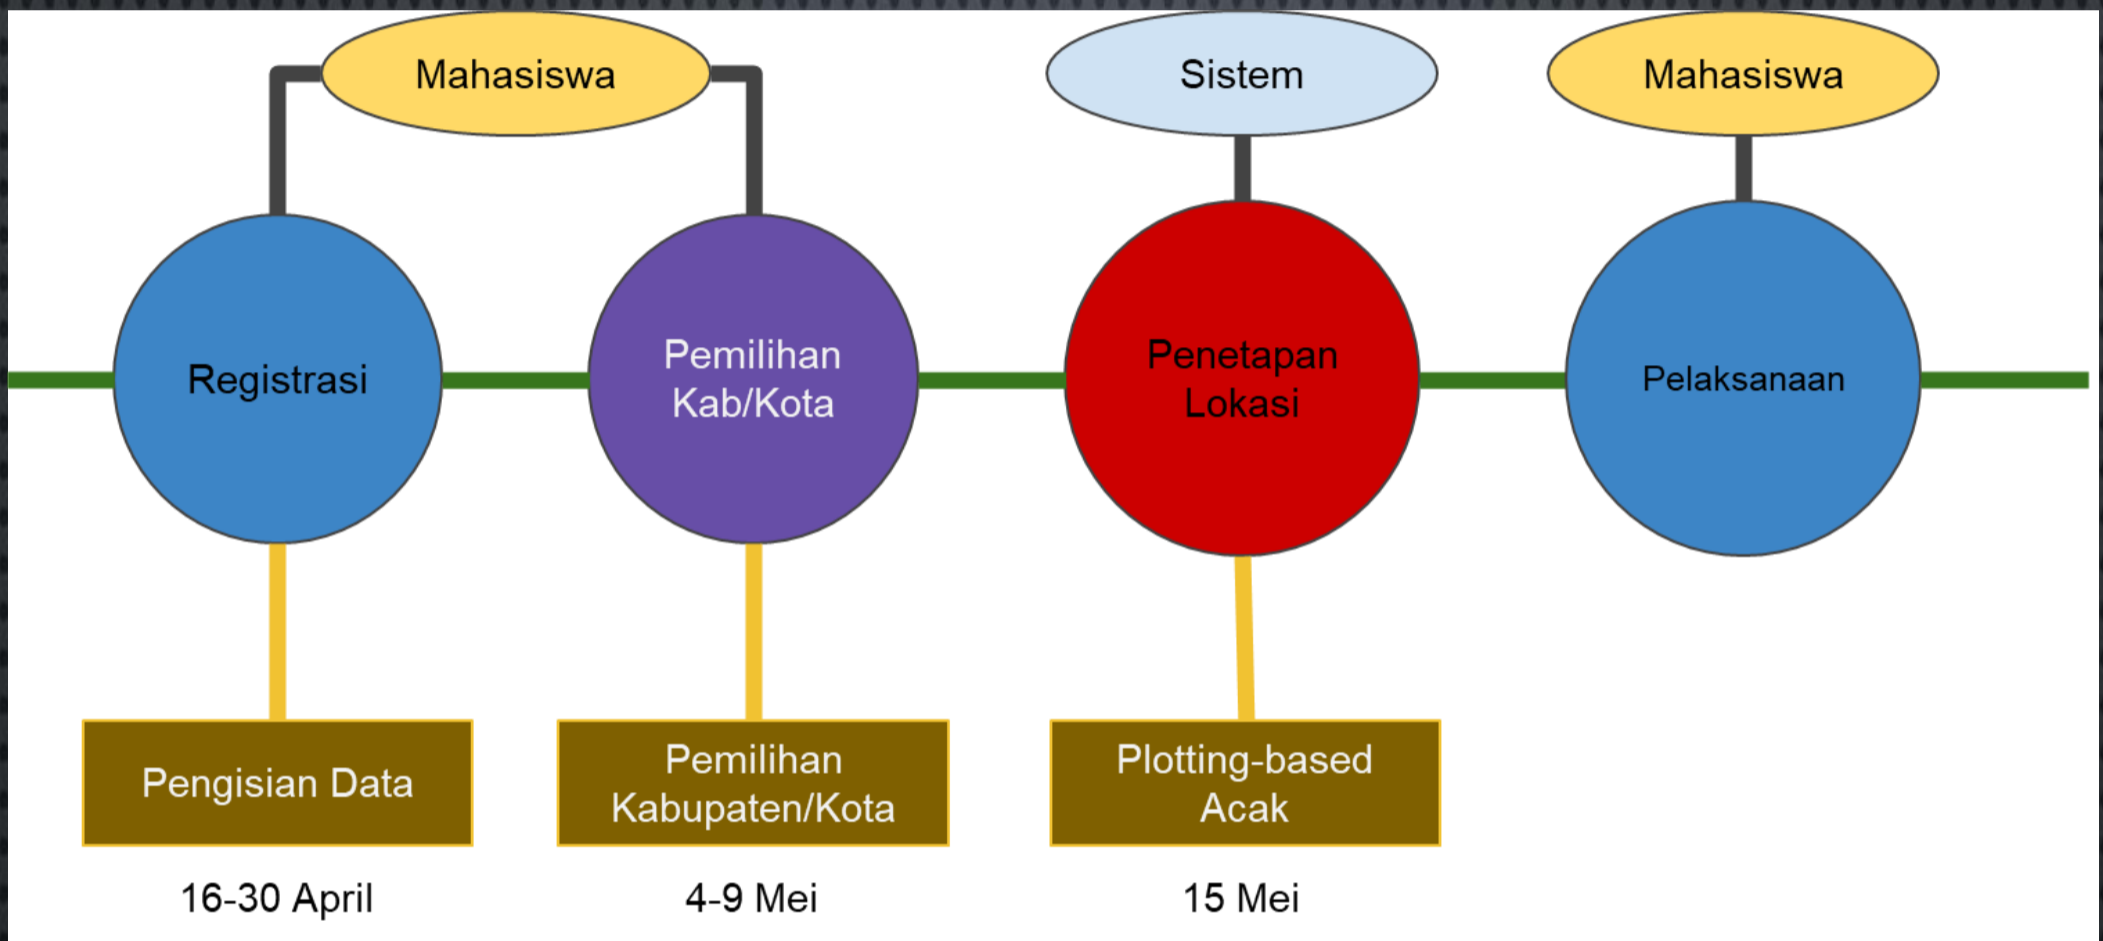 Mahasiswa
Sistem
Mahasiswa
Registrasi
Pemilihan
Kab/Kota
Penetapan
Lokasi
Pelaksanaan
Pengisian Data
Pemilihan
Kabupaten/Kota
Plotting-based
Acak
16-30 April
4-9 Mei
15 Mei